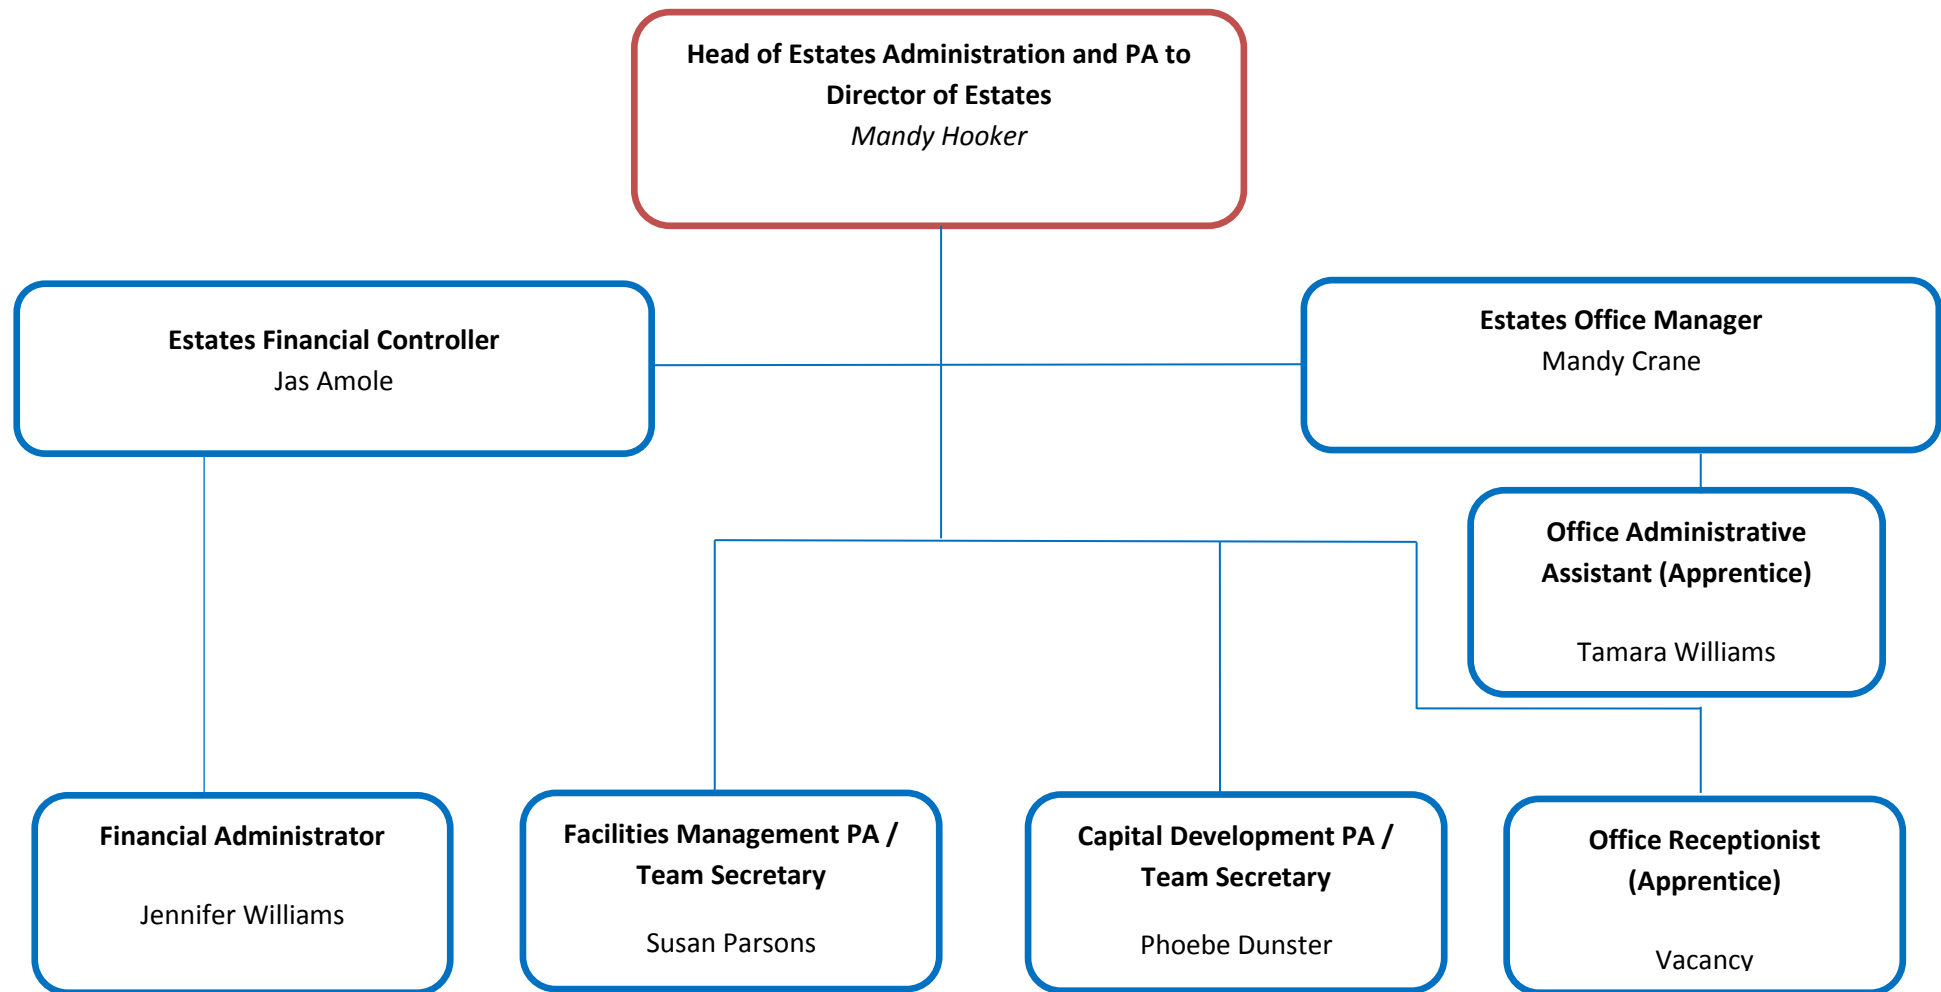 Head of Estates Administration and PA to
Director of Estates
Mandy Hooker
Estates Financial Controller
Jas Amole
Estates Office Manager
Mandy Crane
Office Administrative
Assistant (Apprentice)
Tamara Williams
Financial Administrator
Jennifer Williams
Facilities Management PA /
Team Secretary
Susan Parsons
Capital Development PA /
Team Secretary
Phoebe Dunster
Office Receptionist
(Apprentice)
Vacancy